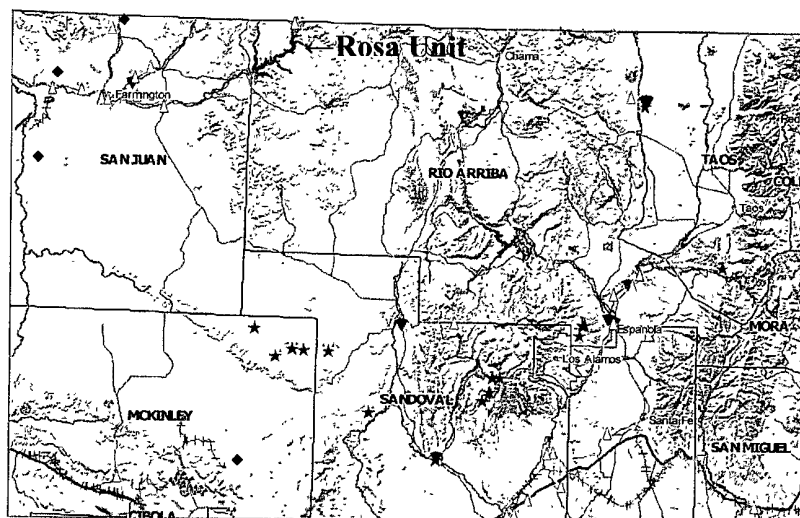 Rosa Unit
Chama
Farmington
SAN JUAN
RIO ARRIBA
TAOS
Taos
Espanola
MORA
Los Alamos
SANDOVAL
MCKINLEY
Santa Fe
SAN MIGUEL
CIBOLA